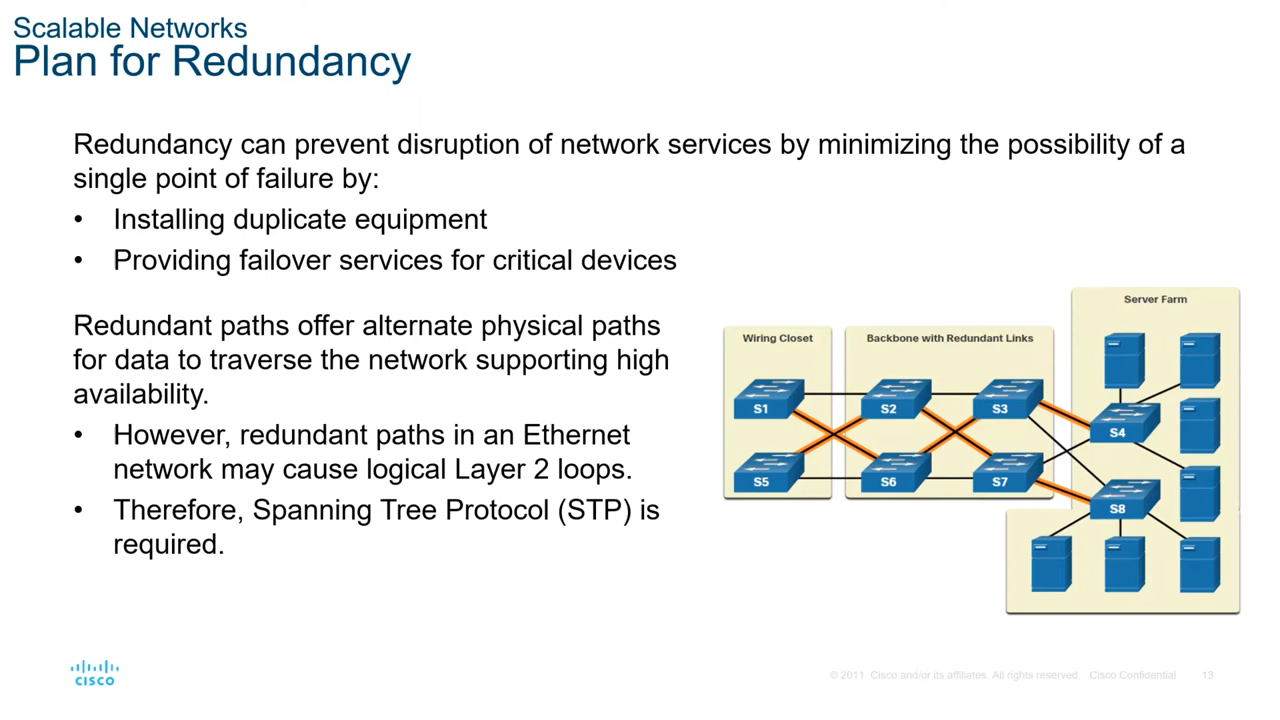 Scalable Networks
Plan for Redundancy
Redundancy can prevent disruption of network services by minimizing the possibility of a
single point of failure by:
• Installing duplicate equipment
• Providing failover services for critical devices
Redundant paths offer alternate physical paths
for data to traverse the network supporting high
availability.
• However, redundant paths in an Ethernet
network may cause logical Layer 2 loops.
• Therefore, Spanning Tree Protocol (STP) is
required.
Server Farm
Wiring Closet
Backbone with Redundant Links
S1
S2
S3
S4
S5
S6
S7
S8
CISCO
© 2011 Cisco and/or its affiliates. All rights reserved. Cisco Confidential 13